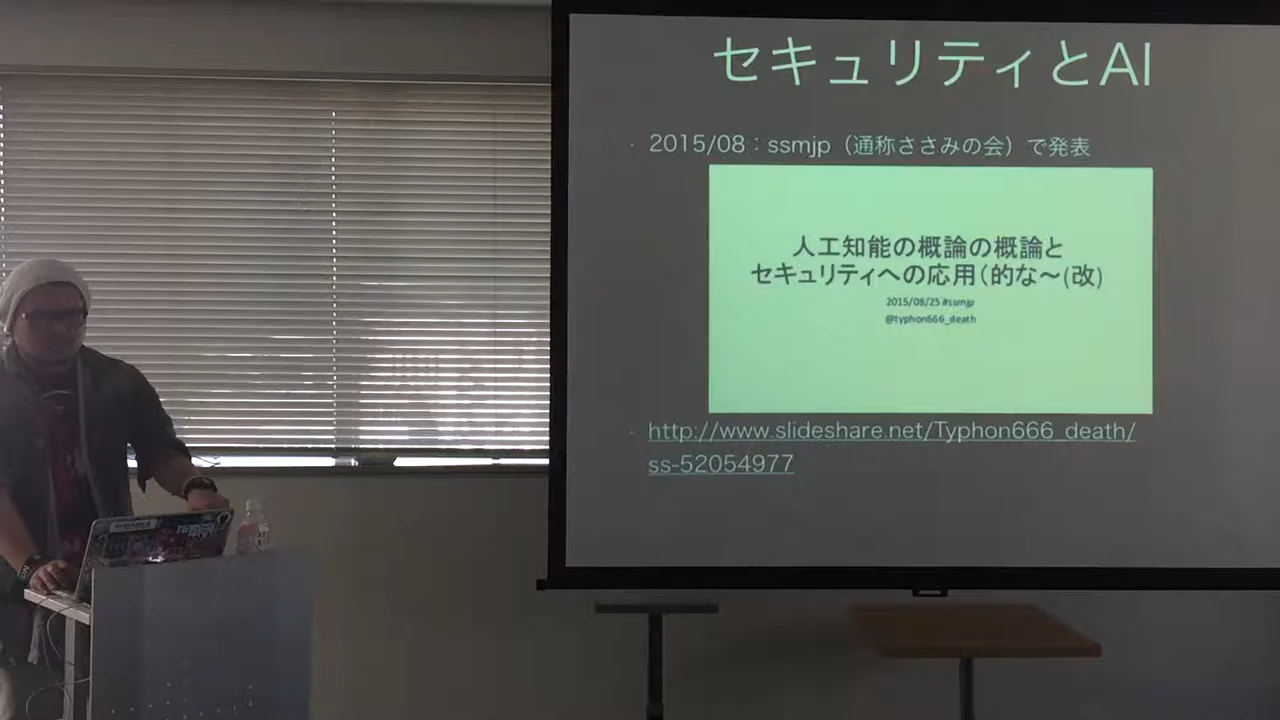 セキュリティとAI
2015/08：ssmjp（通称ささみの会）で発表
人工知能の概論の概論と
セキュリティへの応用(的な〜(改)
2015/08/25 #ssmjp
@typhon666_death
http://www.slideshare.net/Typhon666_death/
ss-52054977